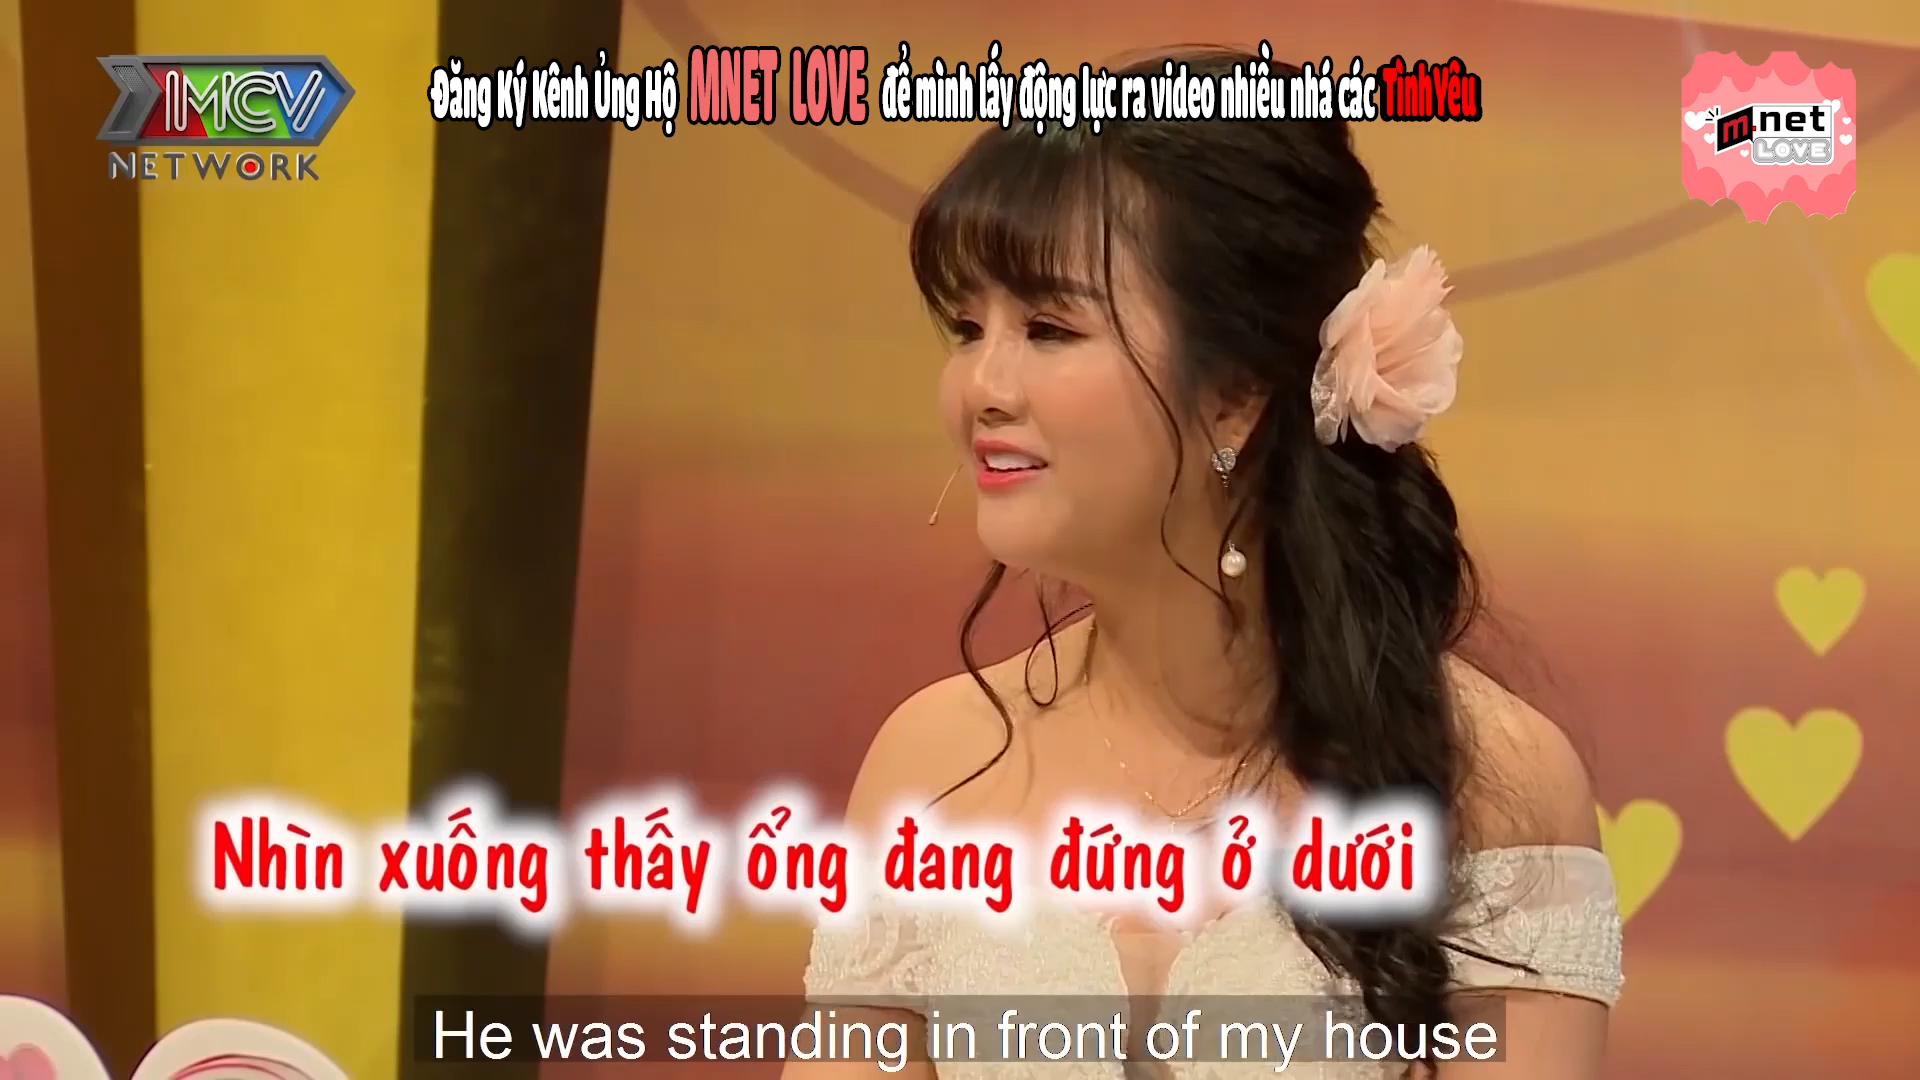 MCV
NETWORK
Đăng Ký Kênh Ủng Hộ MNET LOVE để mình lấy động lực ra video nhiều nhá các Tình Yêu
m.net
LOVE
Nhìn xuống thấy ổng đang đứng ở dưới
He was standing in front of my house